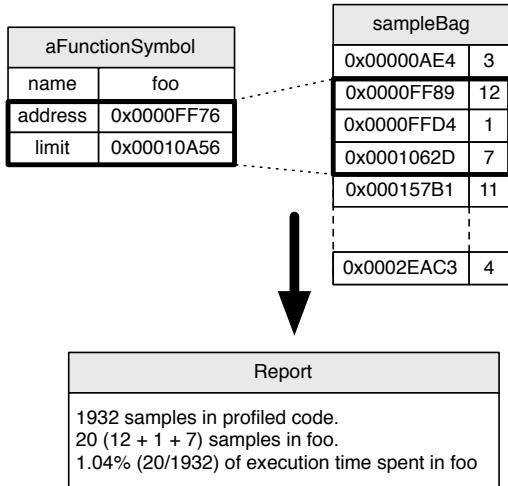 aFunctionSymbol
name foo
address 0x0000FF76
limit 0x00010A56
sampleBag
0x00000AE4 3
0x0000FF89 12
0x0000FFD4 1
0x0001062D 7
0x000157B1 11
0x0002EAC3 4
Report
1932 samples in profiled code.
20 (12 + 1 + 7) samples in foo.
1.04% (20/1932) of execution time spent in foo